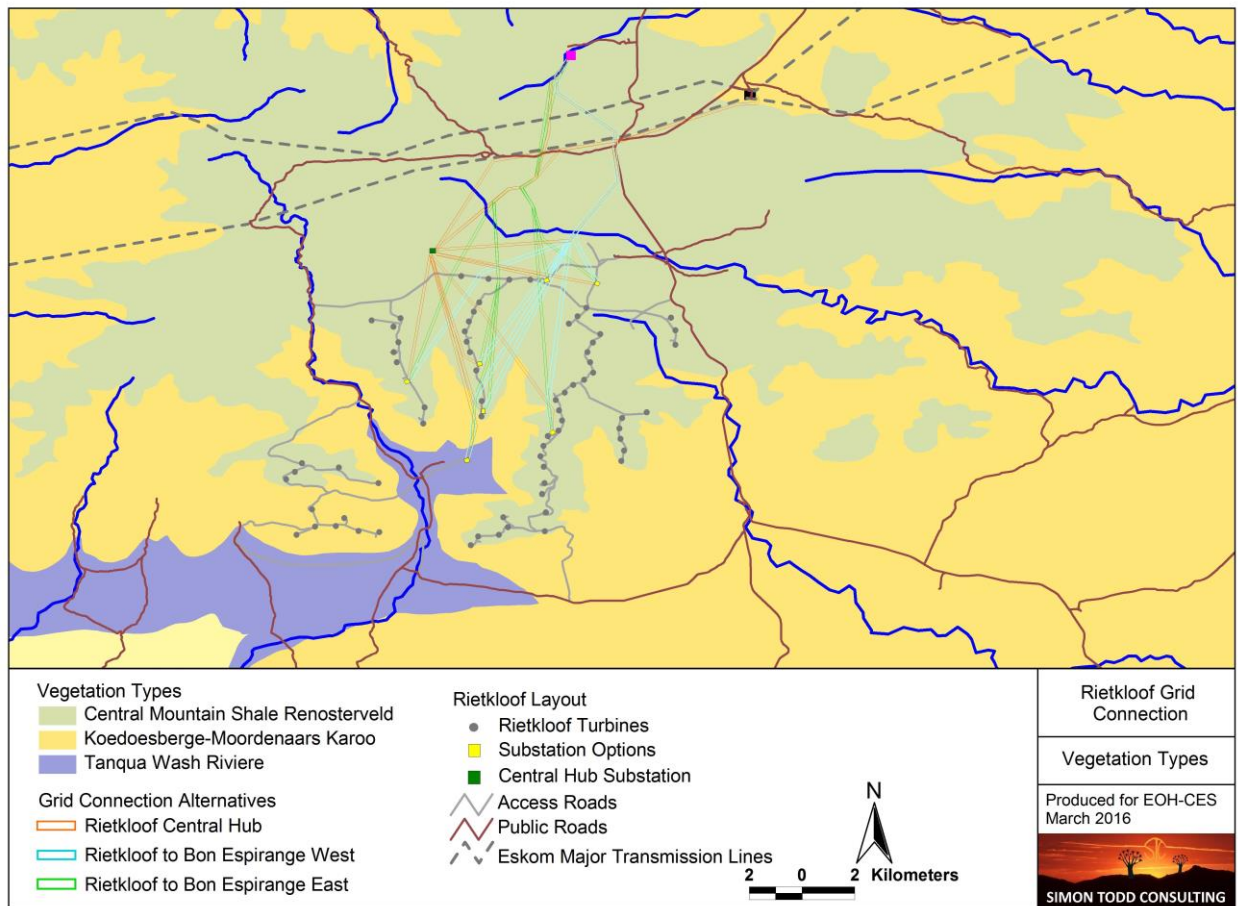 Vegetation Types
Central Mountain Shale Renosterveld
Koedoesberge-Moordenaars Karoo
Tanqua Wash Riviere
Grid Connection Alternatives
Rietkloof Central Hub
Rietkloof to Bon Espirange West
Rietkloof to Bon Espirange East
Rietkloof Layout
Rietkloof Turbines
Substation Options
Central Hub Substation
Access Roads
Public Roads
Eskom Major Transmission Lines
N
2 0 2 Kilometers
Rietkloof Grid
Connection
Vegetation Types
Produced for EOH-CES
March 2016
SIMON TODD CONSULTING